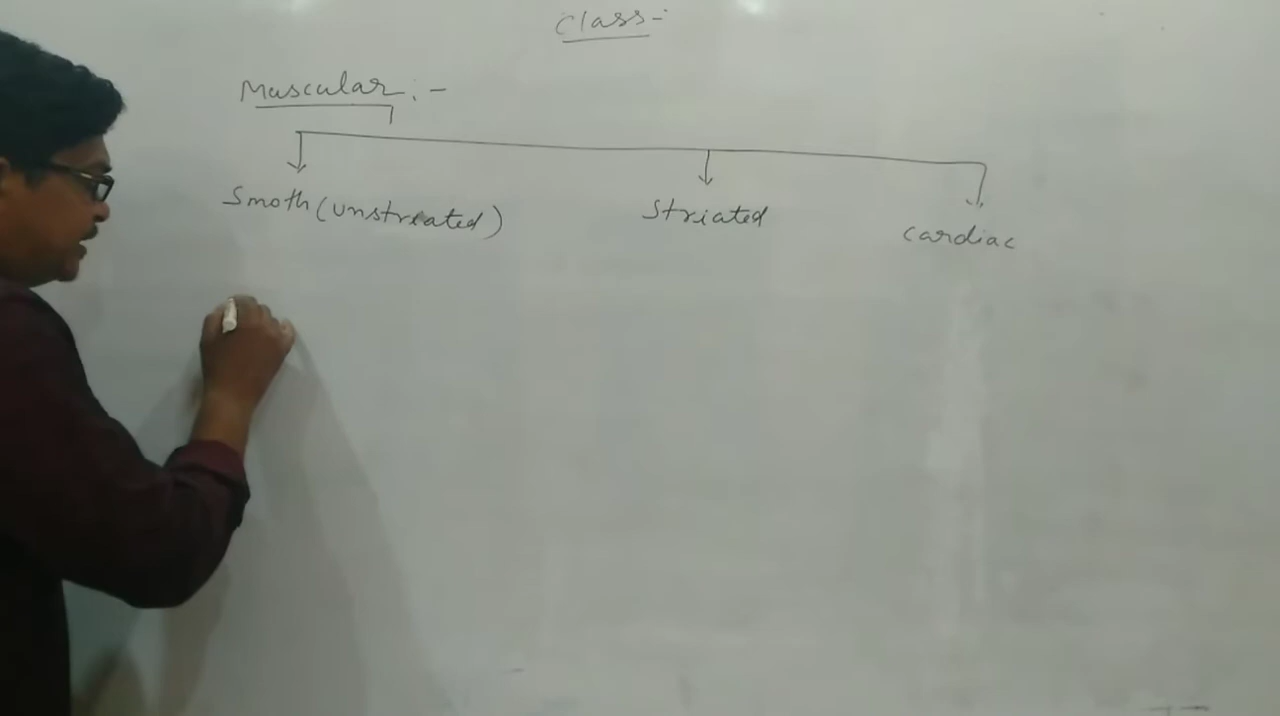 Class-
Muscular :-
Smoth (unstreated)
Striated
Cardiac